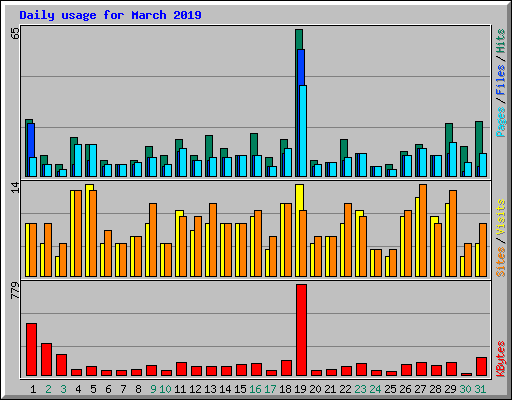 Daily usage for March 2019
65
Pages / Files / Hits
14
Sites / Visits
779
KBytes
1 2 3 4 5 6 7 8 9 10 11 12 13 14 15 16 17 18 19 20 21 22 23 24 25 26 27 28 29 30 31